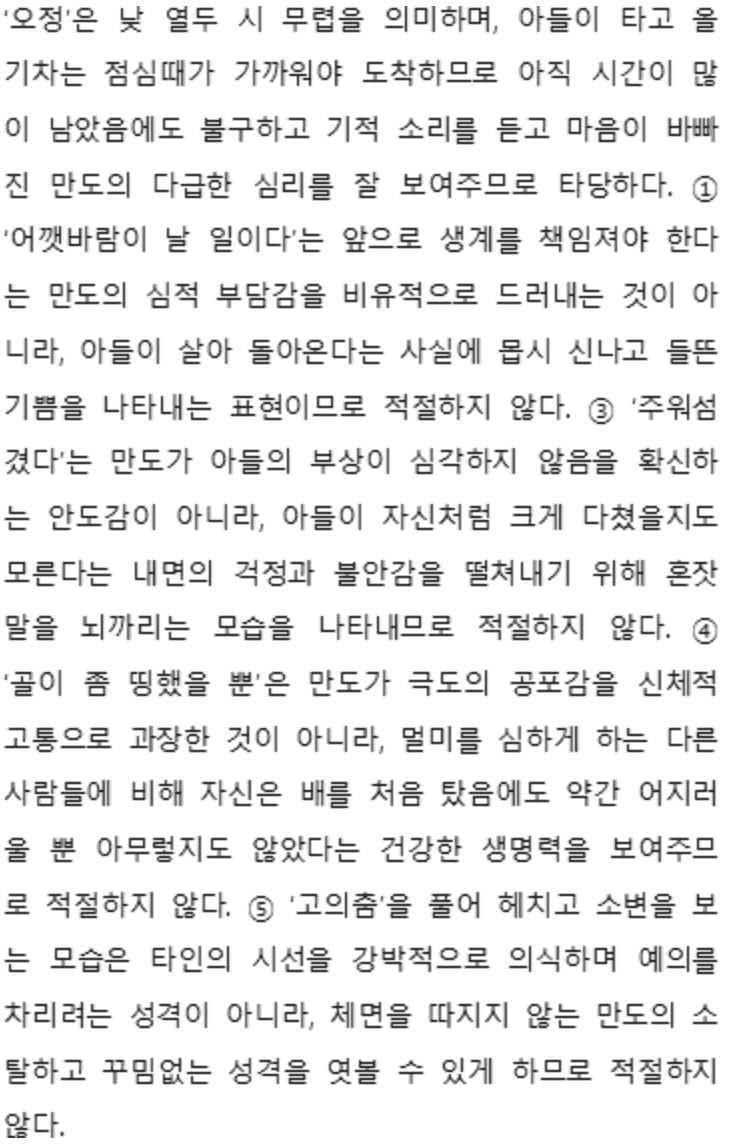 ‘오정’은 낮 열두 시 무렵을 의미하며, 아들이 타고 올
기차는 점심때가 가까워야 도착하므로 아직 시간이 많
이 남았음에도 불구하고 기적 소리를 듣고 마음이 바빠
진 만도의 다급한 심리를 잘 보여주므로 타당하다. ①
‘어깻바람이 날 일이다’는 앞으로 생계를 책임져야 한다
는 만도의 심적 부담감을 비유적으로 드러내는 것이 아
니라, 아들이 살아 돌아온다는 사실에 몹시 신나고 들뜬
기쁨을 나타내는 표현이므로 적절하지 않다. ③ ‘주워섬
겼다’는 만도가 아들의 부상이 심각하지 않음을 확신하
는 안도감이 아니라, 아들이 자신처럼 크게 다쳤을지도
모른다는 내면의 걱정과 불안감을 떨쳐내기 위해 혼잣
말을 뇌까리는 모습을 나타내므로 적절하지 않다. ④
‘골이 좀 띵했을 뿐’은 만도가 극도의 공포감을 신체적
고통으로 과장한 것이 아니라, 멀미를 심하게 하는 다른
사람들에 비해 자신은 배를 처음 탔음에도 약간 어지러
울 뿐 아무렇지도 않았다는 건강한 생명력을 보여주므
로 적절하지 않다. ⑤ ‘고의춤’을 풀어 헤치고 소변을 보
는 모습은 타인의 시선을 강박적으로 의식하며 예의를
차리려는 성격이 아니라, 체면을 따지지 않는 만도의 소
탈하고 꾸밈없는 성격을 엿볼 수 있게 하므로 적절하지
않다.